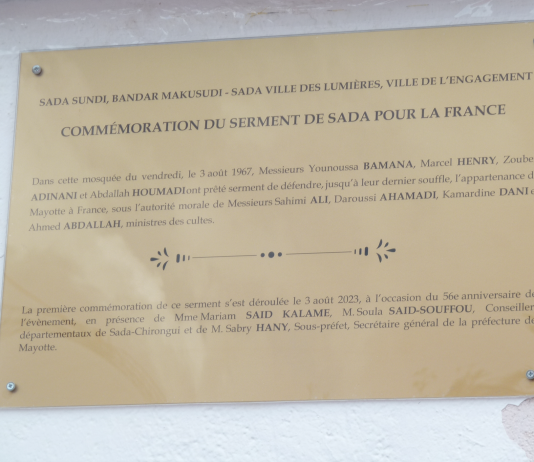 SADA SUNDI, BANDAR MAKUSUDI - SADA VILLE DES LUMIÈRES, VILLE DE L'ENGAGEMENT
COMMÉMORATION DU SERMENT DE SADA POUR LA FRANCE
Dans cette mosquée du vendredi, le 3 août 1967, Messieurs Younoussa BAMANA, Marcel HENRY, Zoube
ADINANI et Abdallah HOUMADI ont prêté serment de défendre, jusqu'à leur dernier souffle, l'appartenance d
Mayotte à France, sous l'autorité morale de Messieurs Sahimi ALI, Daroussi AHAMADI, Kamardine DANI e
Ahmed ABDALLAH, ministres des cultes.
La première commémoration de ce serment s'est déroulée le 3 août 2023, à l'occasion du 56e anniversaire de
l'évènement, en présence de Mme Mariam SAID KALAME, M. Soula SAID-SOUFFOU, Conseiller
départementaux de Sada-Chirongui et de M. Sabry HANY, Sous-préfet, Secrétaire général de la préfecture de
Mayotte.